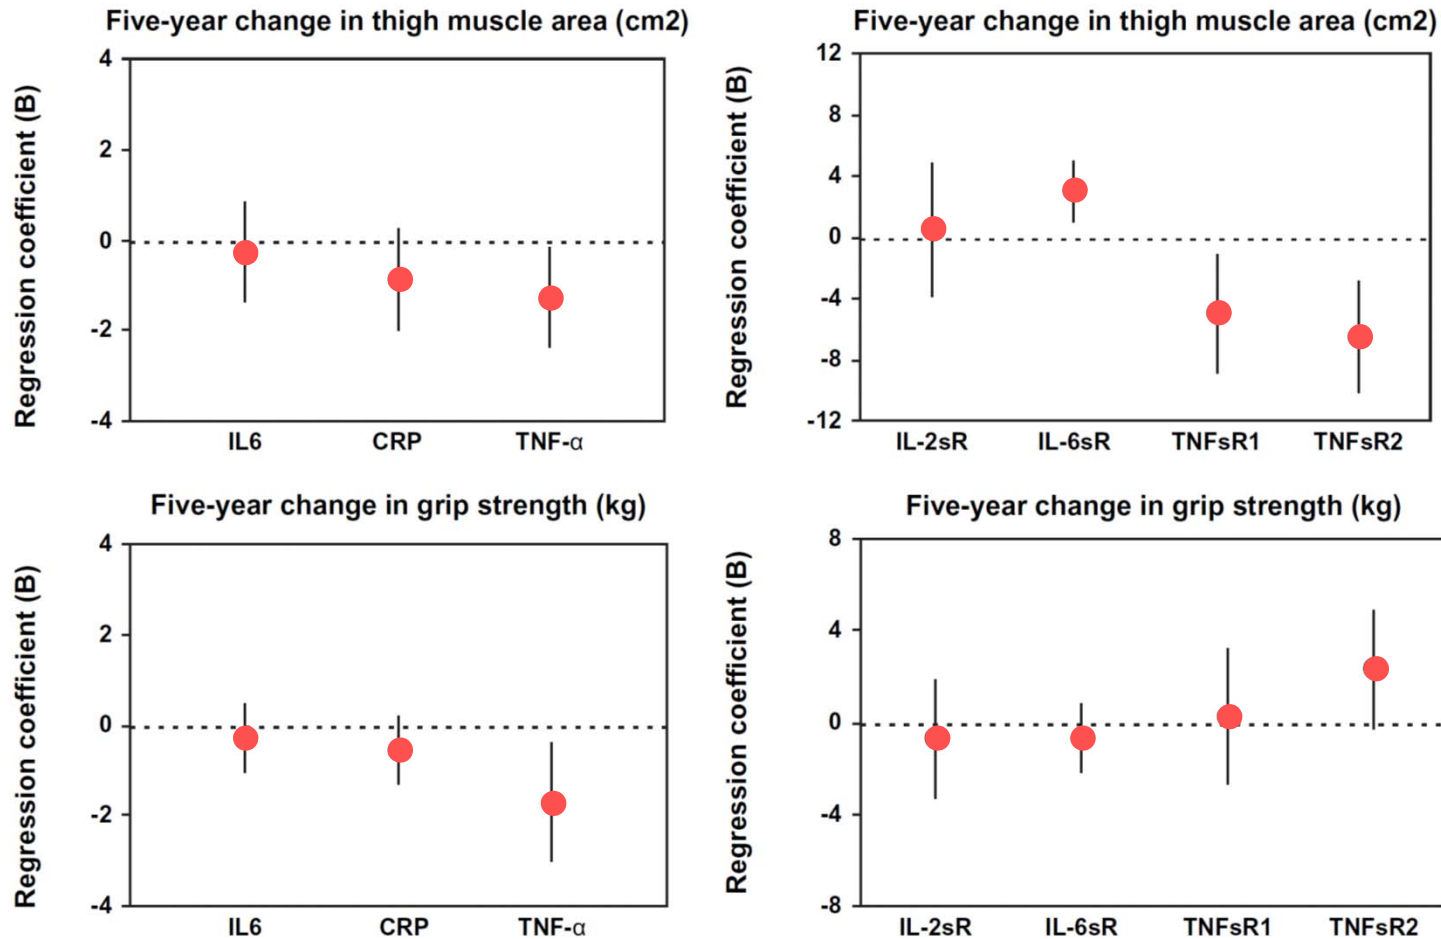 Five-year change in thigh muscle area (cm2)
Regression coefficient (B)
4
2
0
-2
-4
IL6 CRP TNF-α
Five-year change in thigh muscle area (cm2)
Regression coefficient (B)
12
8
4
0
-4
-8
-12
IL-2sR IL-6sR TNFsR1 TNFsR2
Five-year change in grip strength (kg)
Regression coefficient (B)
4
2
0
-2
-4
IL6 CRP TNF-α
Five-year change in grip strength (kg)
Regression coefficient (B)
8
4
0
-4
-8
IL-2sR IL-6sR TNFsR1 TNFsR2